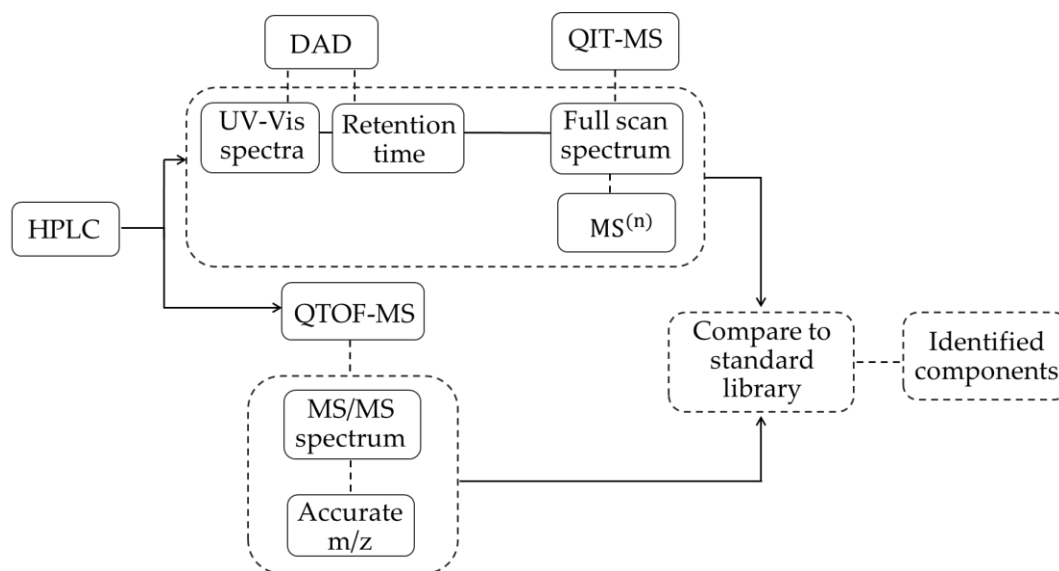 DAD
QIT-MS
UV-Vis
spectra
Retention
time
Full scan
spectrum
MS(n)
HPLC
QTOF-MS
Compare to
standard
library
Identified
components
MS/MS
spectrum
Accurate
m/z